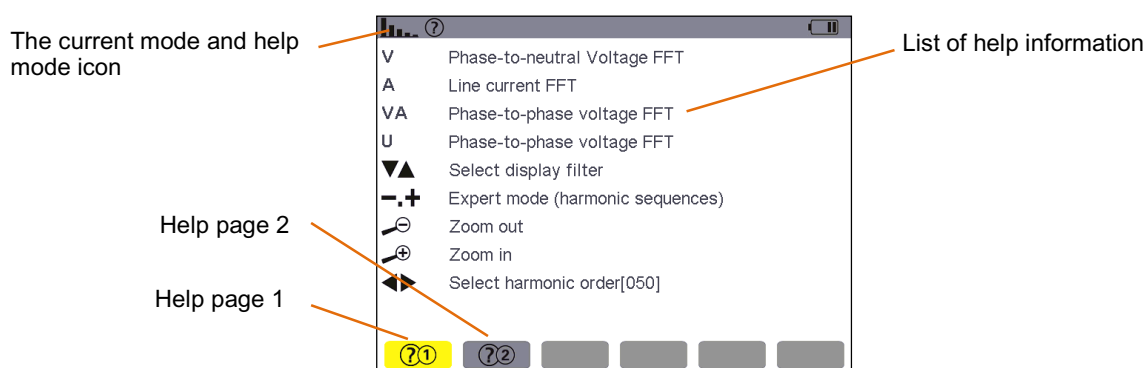 The current mode and help
mode icon
?
V Phase-to-neutral Voltage FFT
A Line current FFT
VA Phase-to-phase voltage FFT
U Phase-to-phase voltage FFT
▼▲ Select display filter
−.+ Expert mode (harmonic sequences)
Zoom out
Zoom in
◀▶ Select harmonic order[050]
List of help information
Help page 2
Help page 1
?1 ?2